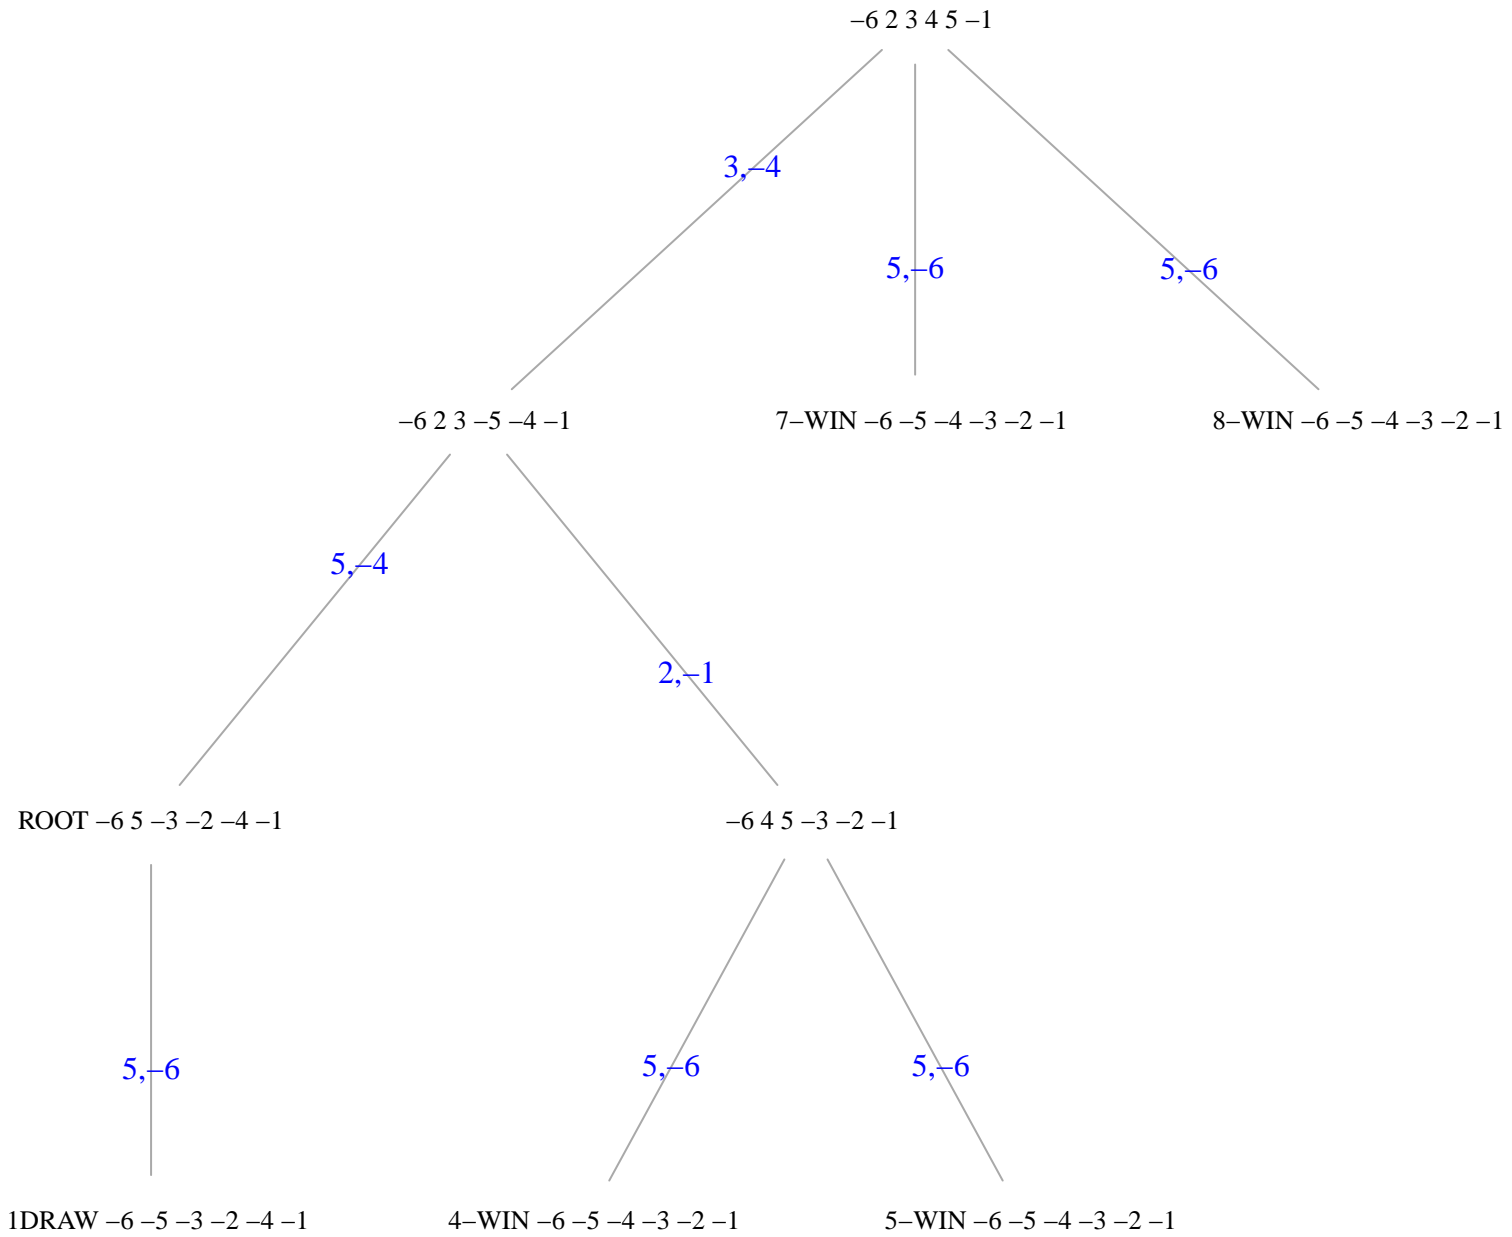 –6 2 3 4 5 –1
3,–4
5,–6
5,–6
–6 2 3 –5 –4 –1
7–WIN –6 –5 –4 –3 –2 –1
8–WIN –6 –5 –4 –3 –2 –1
5,–4
2,–1
ROOT –6 5 –3 –2 –4 –1
–6 4 5 –3 –2 –1
5,–6
5,–6
5,–6
1DRAW –6 –5 –3 –2 –4 –1
4–WIN –6 –5 –4 –3 –2 –1
5–WIN –6 –5 –4 –3 –2 –1